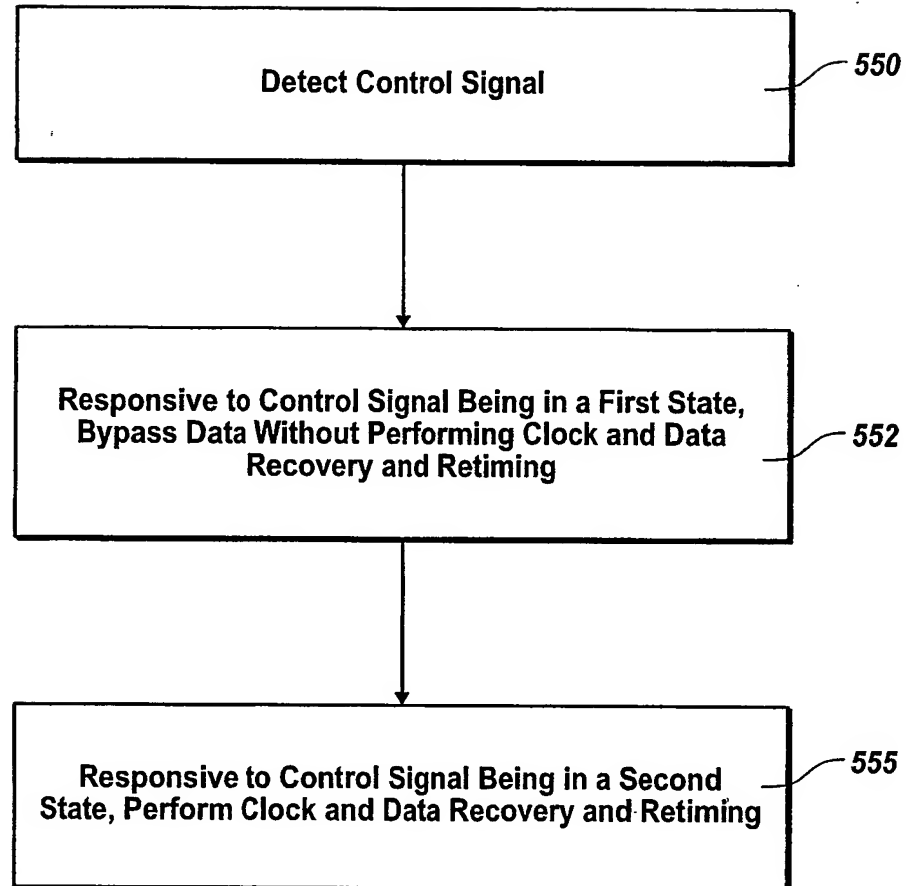 Detect Control Signal
550
Responsive to Control Signal Being in a First State,
Bypass Data Without Performing Clock and Data
Recovery and Retiming
552
Responsive to Control Signal Being in a Second
State, Perform Clock and Data Recovery and Retiming
555